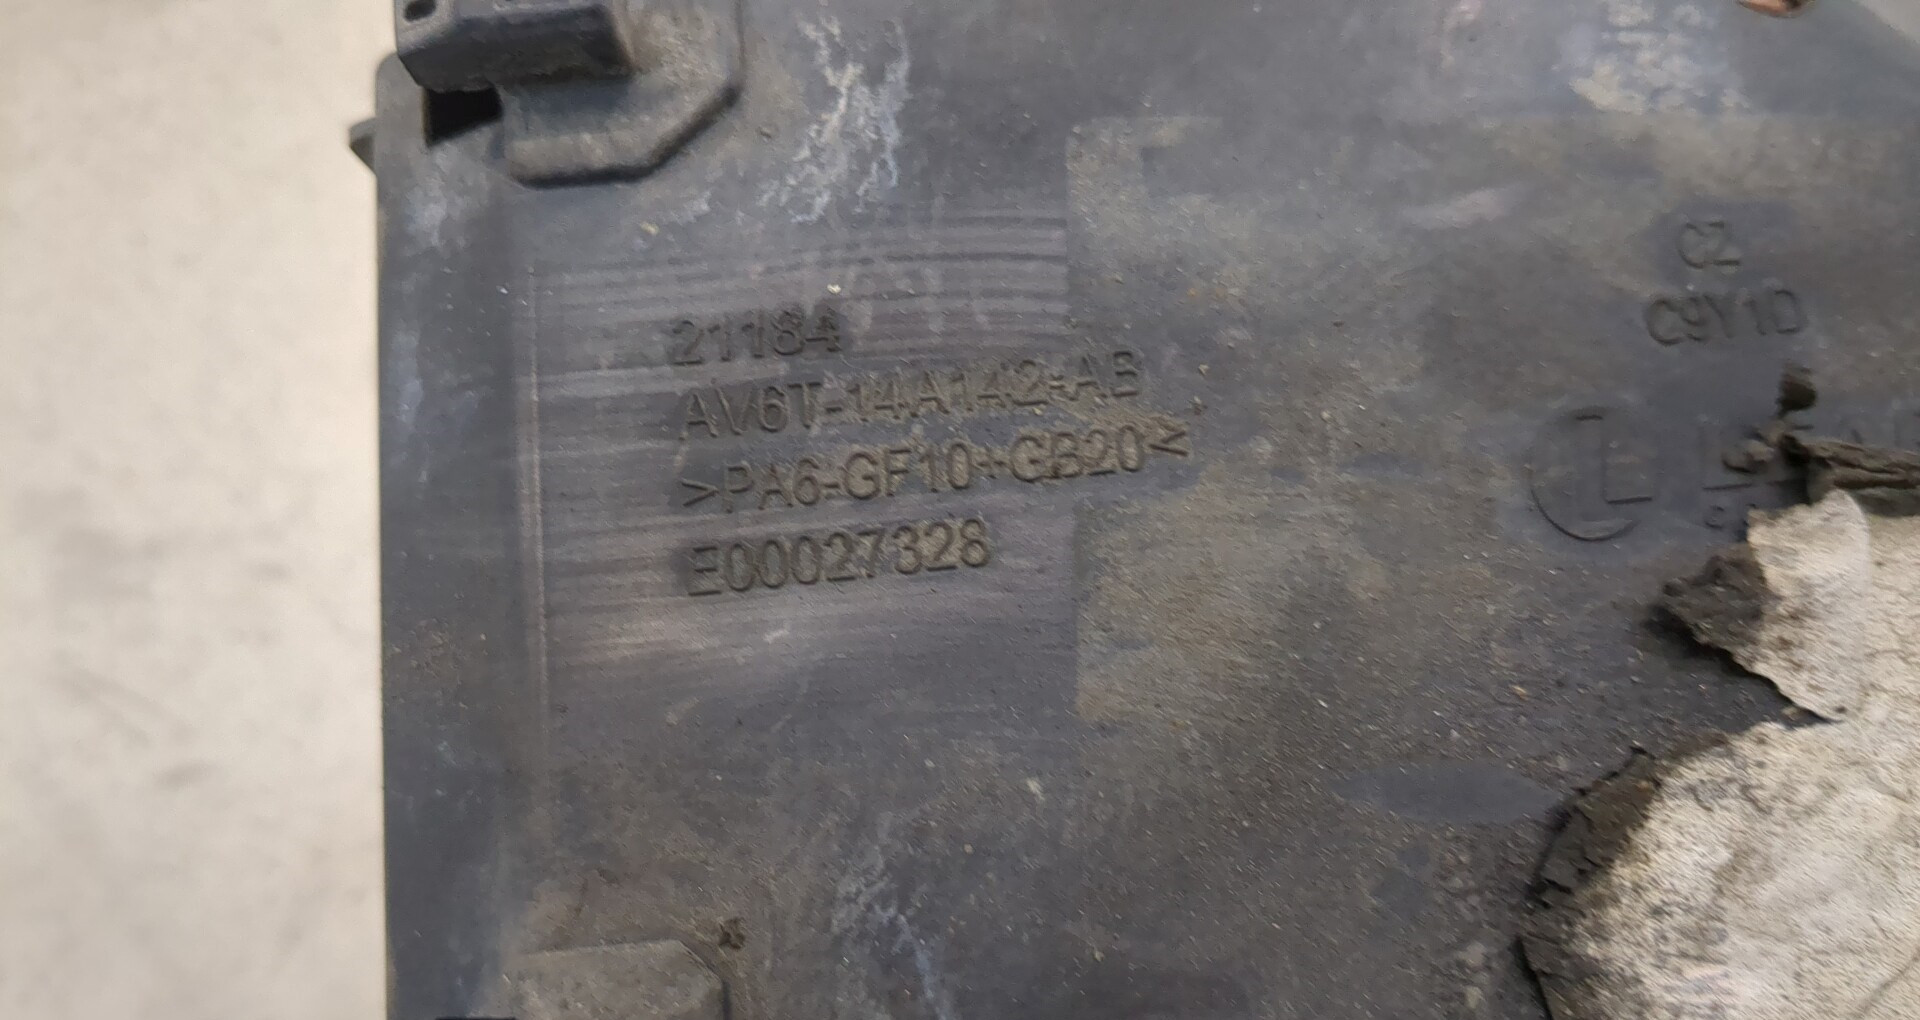 21184
AV6T-14A142-AB
>PA6-GF10+GB20<
E00027328
CZ
C9Y1D
L